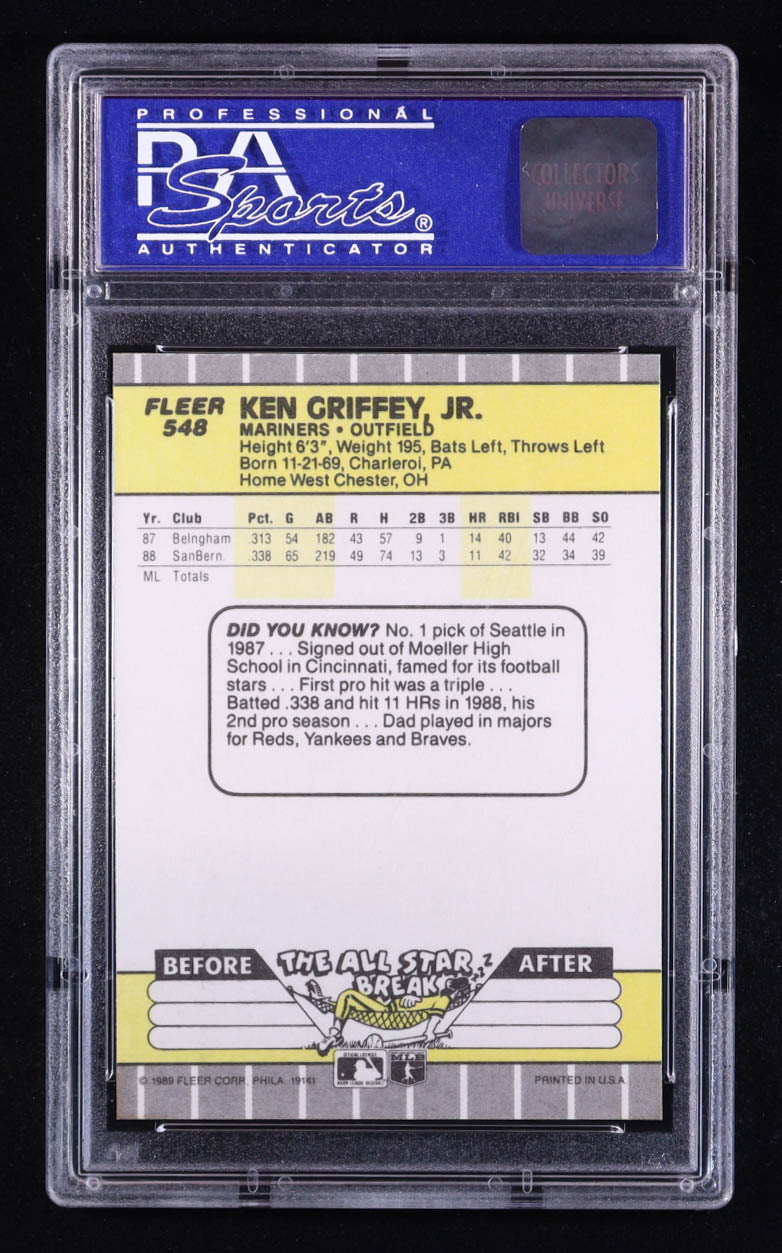 PROFESSIONAL
PSA
Sports®
AUTHENTICATOR
COLLECTORS
UNIVERSE
FLEER
548
KEN GRIFFEY, JR.
MARINERS • OUTFIELD
Height 6'3", Weight 195, Bats Left, Throws Left
Born 11-21-69, Charleroi, PA
Home West Chester, OH
Yr. Club Pct. G AB R H 2B 3B HR RBI SB BB SO
87 Belngham .313 54 182 43 57 9 1 14 40 13 44 42
88 SanBern. .338 65 219 49 74 13 3 11 42 32 34 39
ML Totals
DID YOU KNOW? No. 1 pick of Seattle in
1987 . . . Signed out of Moeller High
School in Cincinnati, famed for its football
stars . . . First pro hit was a triple . . .
Batted .338 and hit 11 HRs in 1988, his
2nd pro season . . . Dad played in majors
for Reds, Yankees and Braves.
BEFORE THE ALL STAR BREAK zzz AFTER
© 1989 FLEER CORP., PHILA. 19141
MLB
PRINTED IN U.S.A.